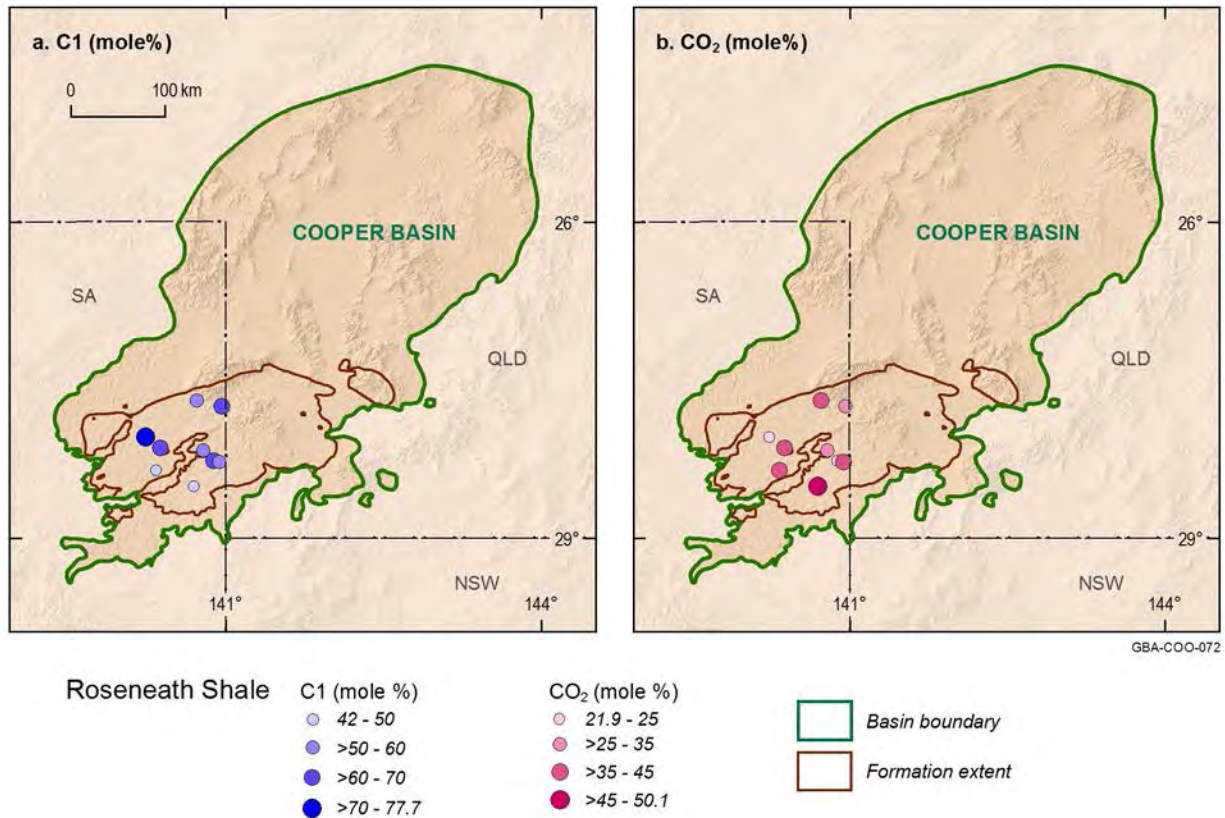 a. C1 (mole%)
0 100 km
COOPER BASIN
26°
SA
QLD
29°
NSW
141° 144°
b. CO₂ (mole%)
COOPER BASIN
26°
SA
QLD
29°
NSW
141° 144°
GBA-COO-072
Roseneath Shale
C1 (mole %)
42 - 50
>50 - 60
>60 - 70
>70 - 77.7
CO₂ (mole %)
21.9 - 25
>25 - 35
>35 - 45
>45 - 50.1
Basin boundary
Formation extent